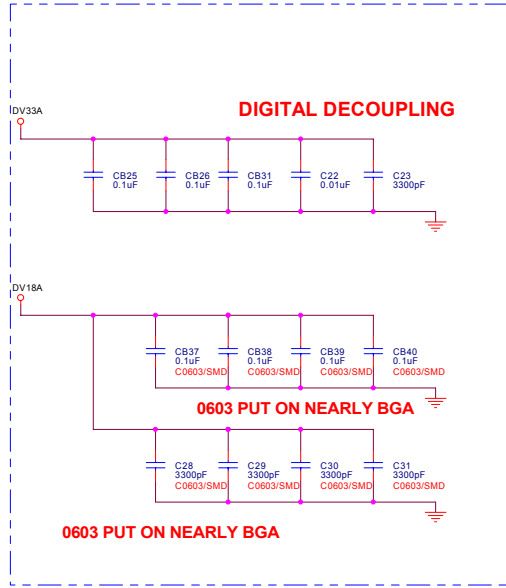 DIGITAL DECOUPLING
DV33A
CB25
0.1uF
CB26
0.1uF
CB31
0.1uF
C22
0.01uF
C23
3300pF
DV18A
CB37
0.1uF
C0603/SMD
CB38
0.1uF
C0603/SMD
CB39
0.1uF
C0603/SMD
CB40
0.1uF
C0603/SMD
0603 PUT ON NEARLY BGA
C28
3300pF
C0603/SMD
C29
3300pF
C0603/SMD
C30
3300pF
C0603/SMD
C31
3300pF
C0603/SMD
0603 PUT ON NEARLY BGA